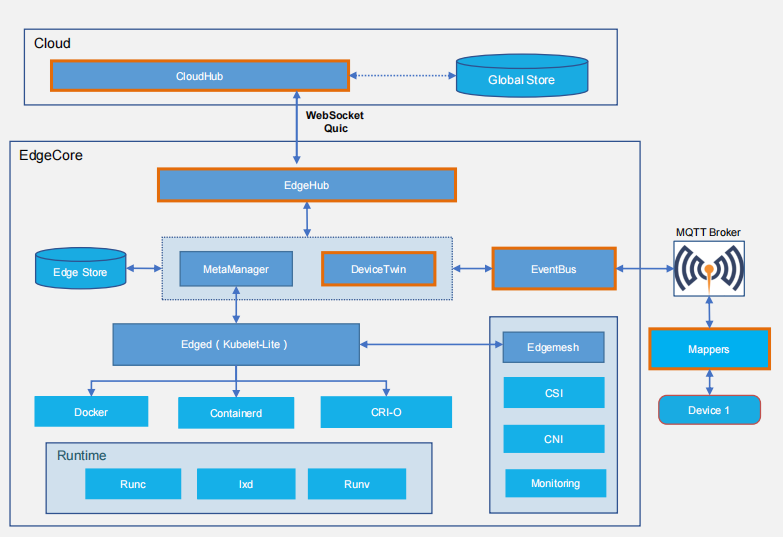 Cloud
CloudHub
Global Store
WebSocket
Quic
EdgeCore
EdgeHub
MQTT Broker
Edge Store
MetaManager
DeviceTwin
EventBus
Edged ( Kubelet-Lite )
Edgemesh
Mappers
CSI
Docker
Containerd
CRI-O
Device 1
CNI
Runtime
Runc
lxd
Runv
Monitoring